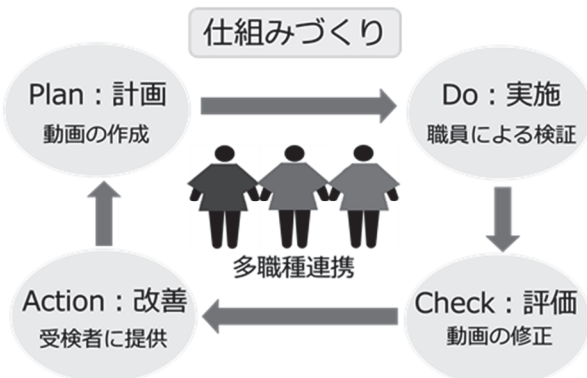 仕組みづくり
Plan：計画
動画の作成
Do：実施
職員による検証
多職種連携
Action：改善
受検者に提供
Check：評価
動画の修正